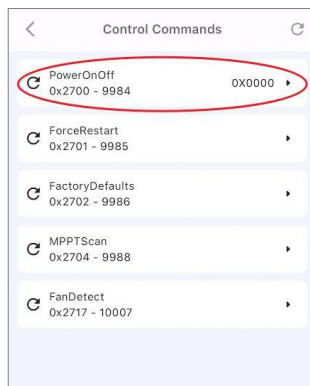 Control Commands
PowerOnOff
0X0000
0x2700 - 9984
ForceRestart
0x2701 - 9985
FactoryDefaults
0x2702 - 9986
MPPTScan
0x2704 - 9988
FanDetect
0x2717 - 10007